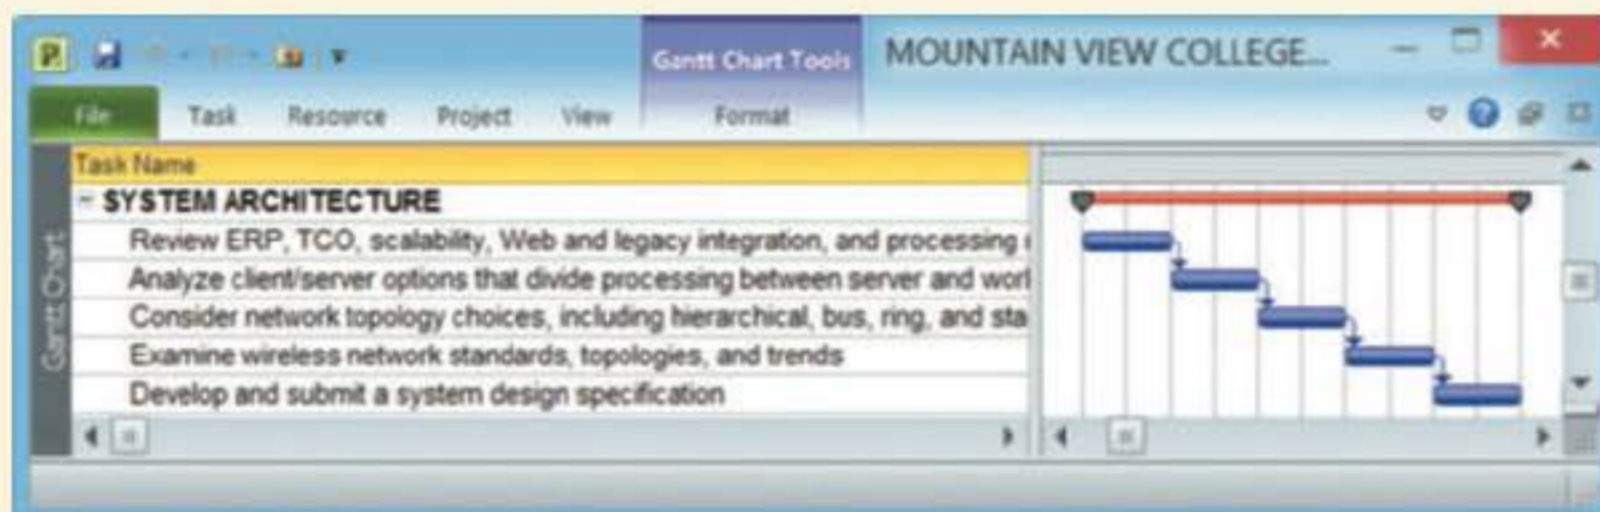 Gantt Chart Tools
MOUNTAIN VIEW COLLEGE...
File Task Resource Project View Format
Task Name
- SYSTEM ARCHITECTURE
Review ERP, TCO, scalability, Web and legacy integration, and processing
Analyze client/server options that divide processing between server and worl
Consider network topology choices, including hierarchical, bus, ring, and sta
Examine wireless network standards, topologies, and trends
Develop and submit a system design specification
Gantt Chart